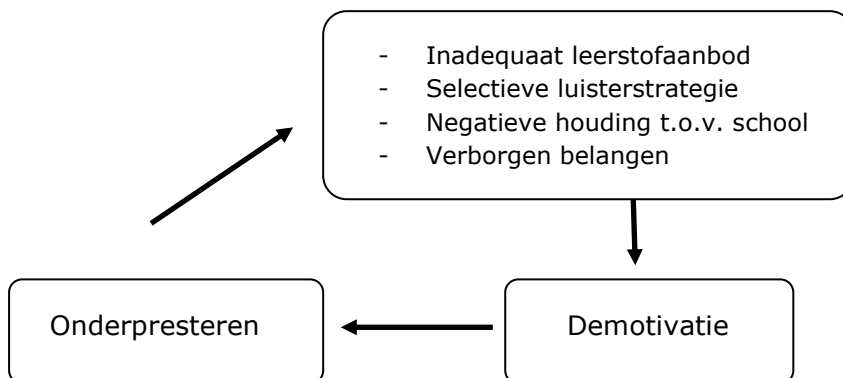 - Inadequaat leerstofaanbod
- Selectieve luisterstrategie
- Negatieve houding t.o.v. school
- Verborgen belangen
Onderpresteren
Demotivatie